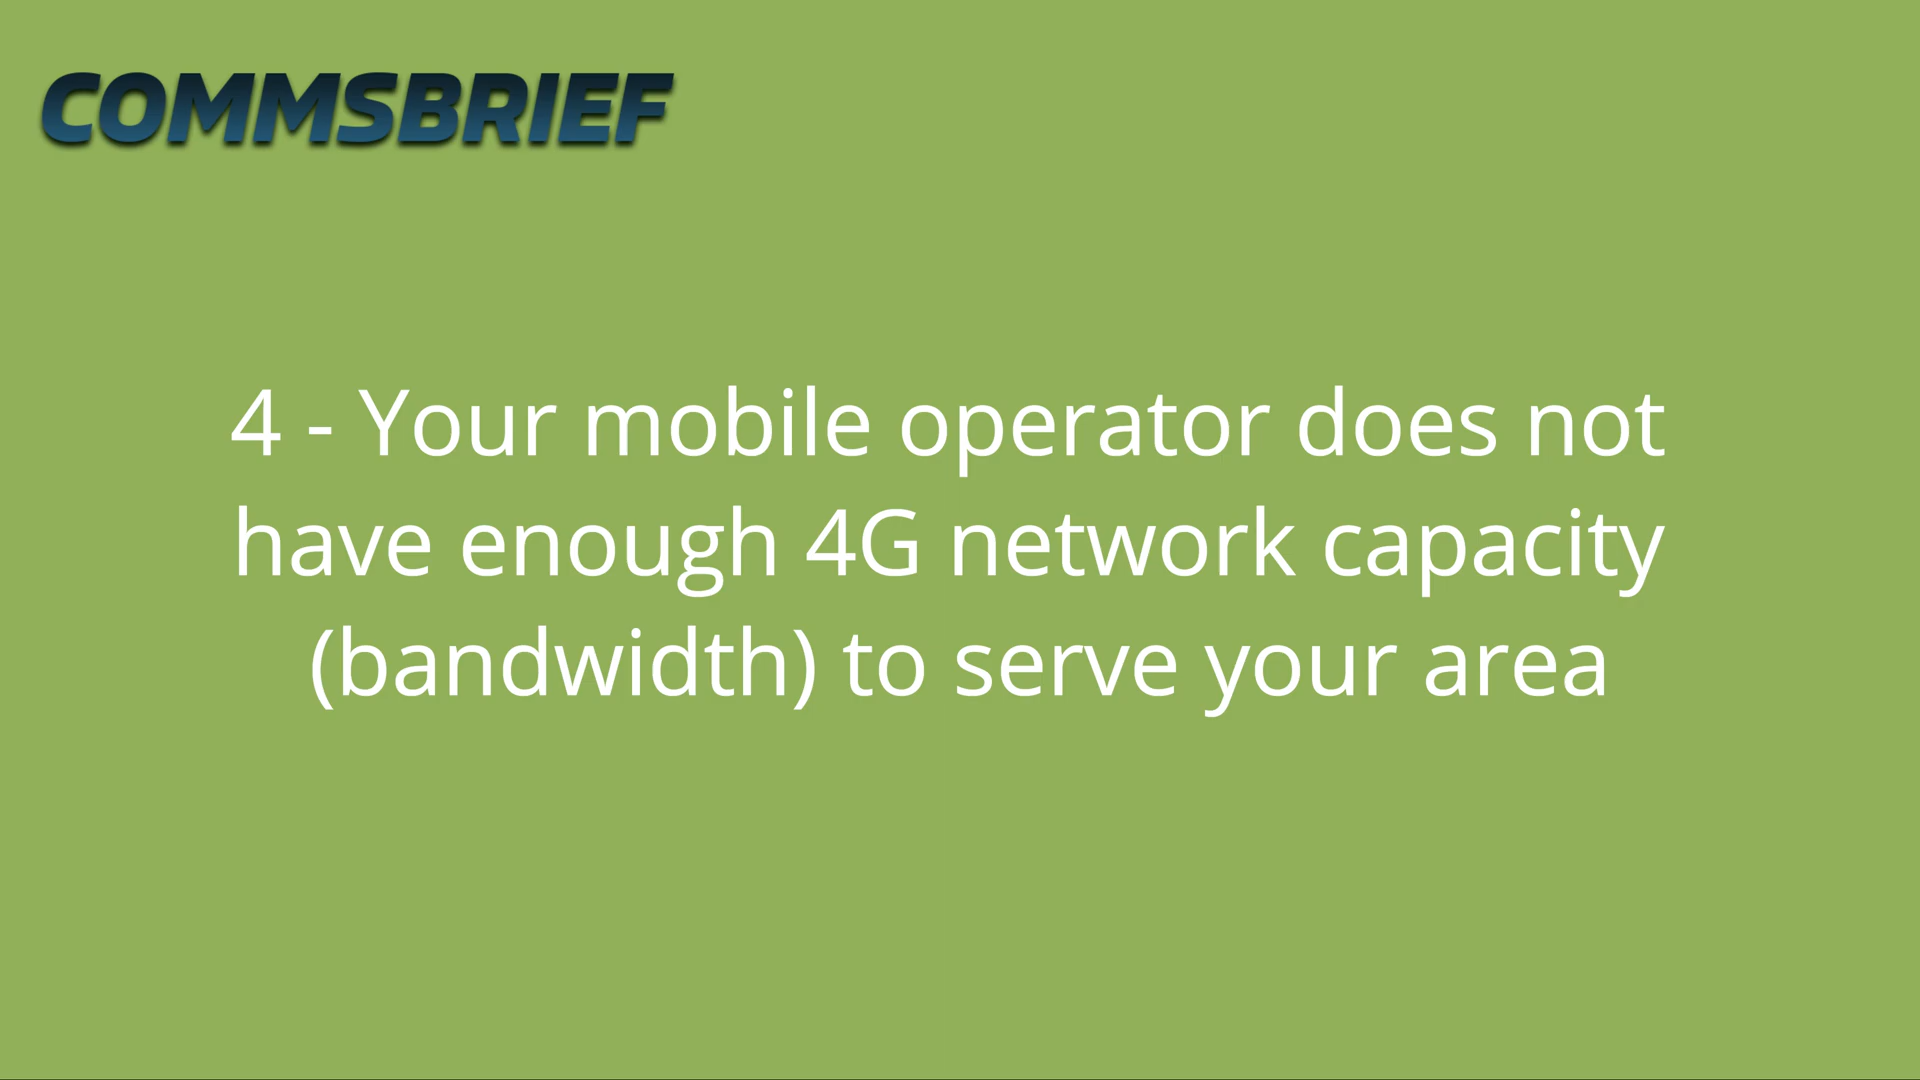 COMMSBRIEF
4 - Your mobile operator does not
have enough 4G network capacity
(bandwidth) to serve your area